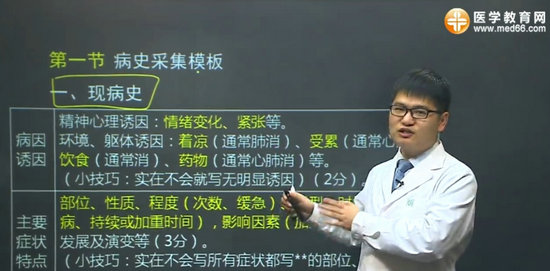 医学教育网
www.med66.com
第一节 病史采集模板
一、现病史
病因
诱因
精神心理诱因：情绪变化、紧张等。
环境、躯体诱因：着凉（通常肺消）、受累（通常心
饮食（通常消）、药物（通常心肺消）等。
（小技巧：实在不会就写无明显诱因）（2分）。
主要
症状
特点
部位、性质、程度（次数、缓急）
病、持续或加重时间），影响因素（加
发展及演变等（3分）。
（小技巧：实在不会写所有症状都写**的部位、